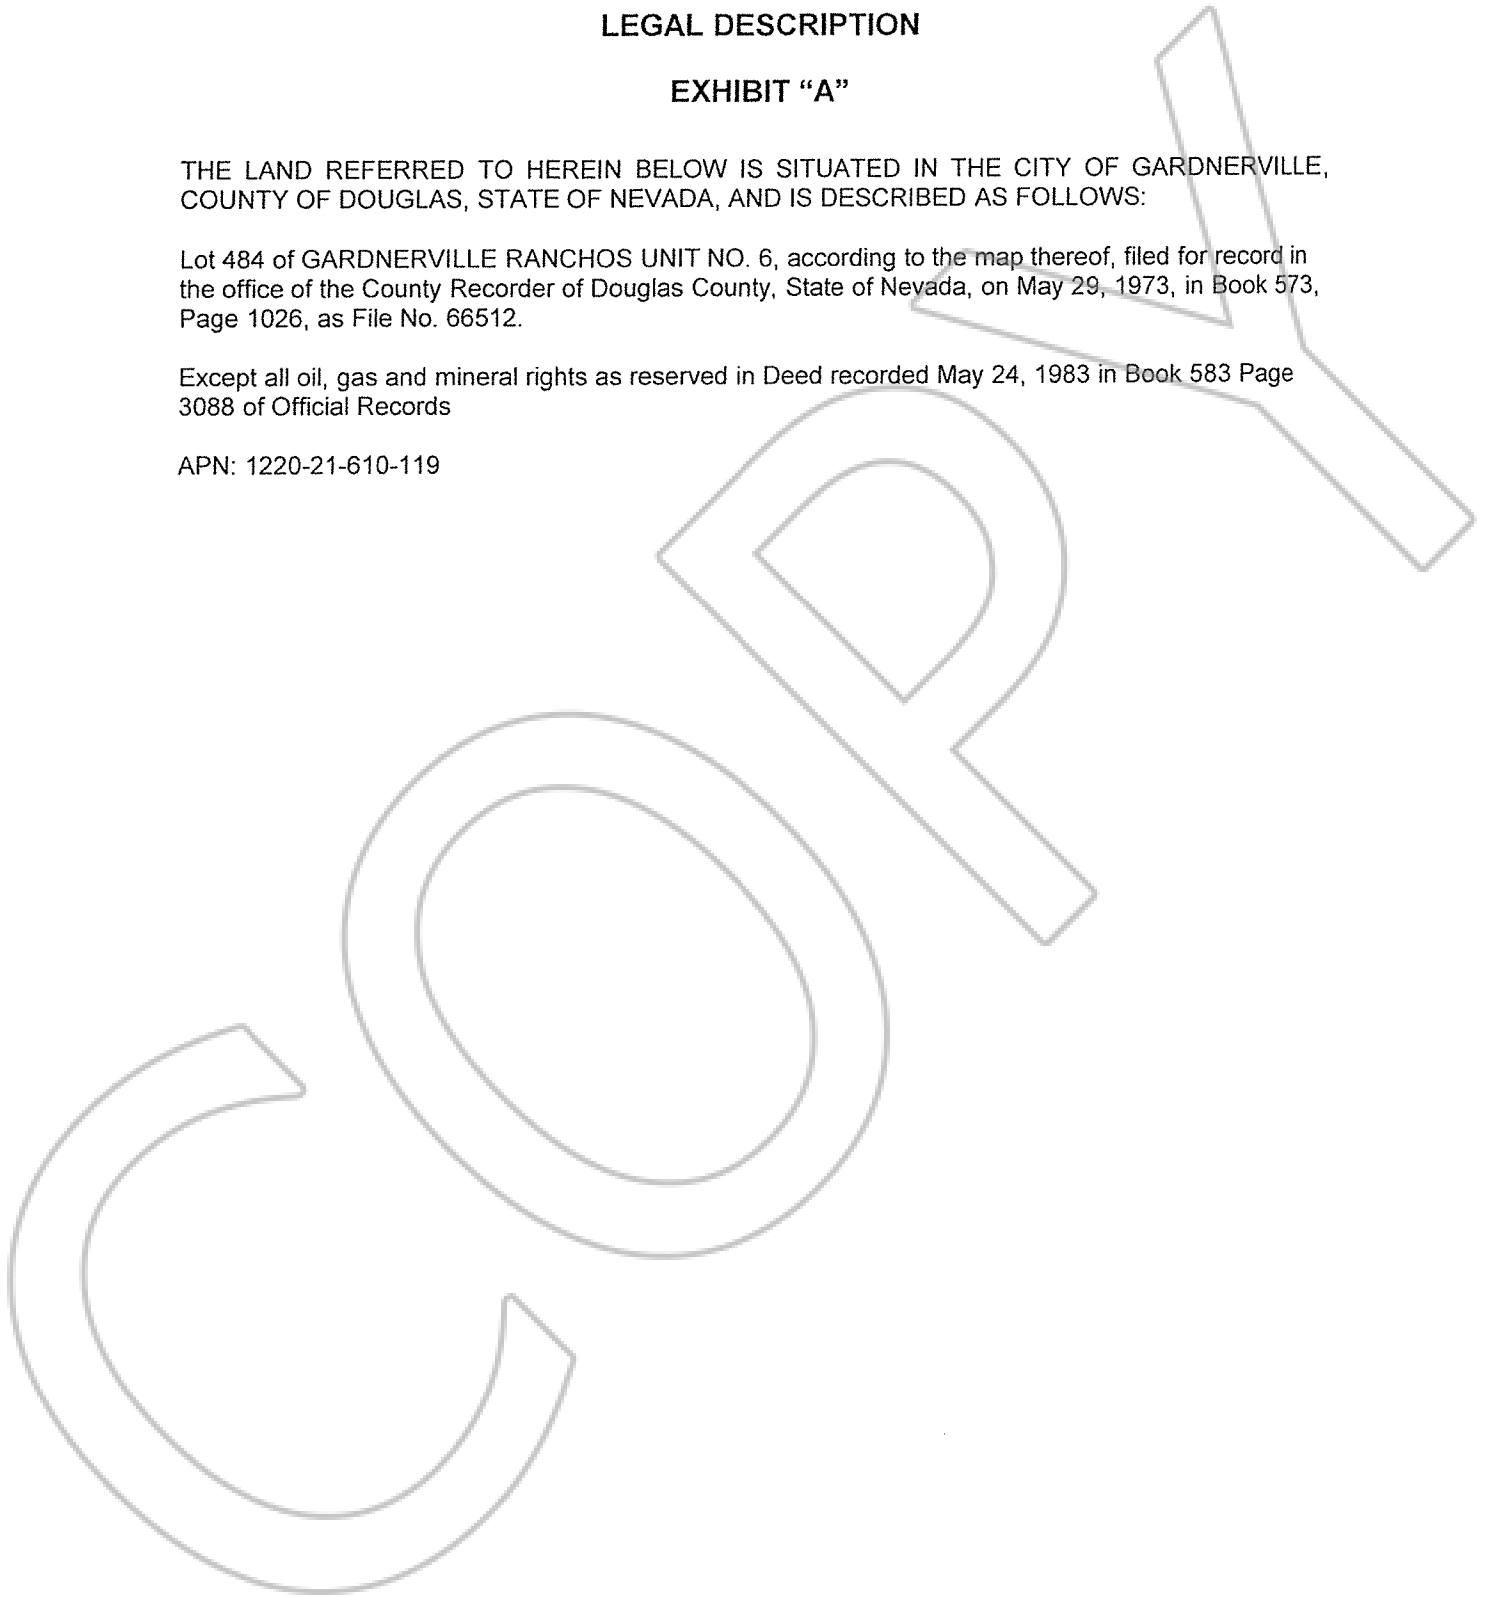 LEGAL DESCRIPTION
EXHIBIT “A”
THE LAND REFERRED TO HEREIN BELOW IS SITUATED IN THE CITY OF GARDNERVILLE,
COUNTY OF DOUGLAS, STATE OF NEVADA, AND IS DESCRIBED AS FOLLOWS:
Lot 484 of GARDNERVILLE RANCHOS UNIT NO. 6, according to the map thereof, filed for record in
the office of the County Recorder of Douglas County, State of Nevada, on May 29, 1973, in Book 573,
Page 1026, as File No. 66512.
Except all oil, gas and mineral rights as reserved in Deed recorded May 24, 1983 in Book 583 Page
3088 of Official Records
APN: 1220-21-610-119
COPY